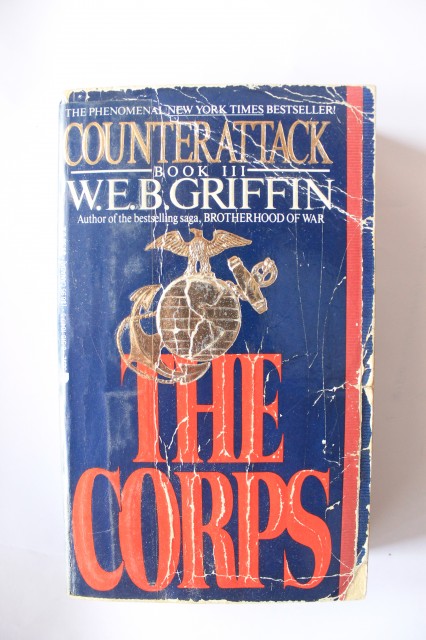 THE PHENOMENAL NEW YORK TIMES BESTSELLER!
COUNTERATTACK
BOOK III
W.E.B. GRIFFIN
Author of the bestselling saga, BROTHERHOOD OF WAR
THE
CORPS